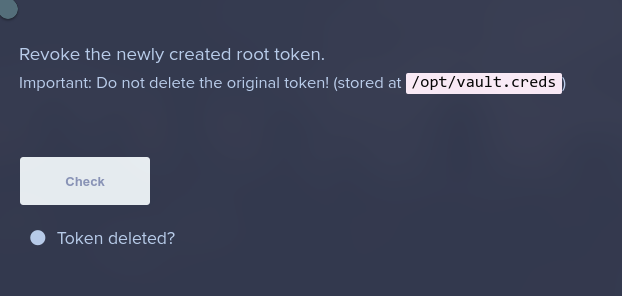 Revoke the newly created root token.
Important: Do not delete the original token! (stored at /opt/vault.creds)
Check
Token deleted?